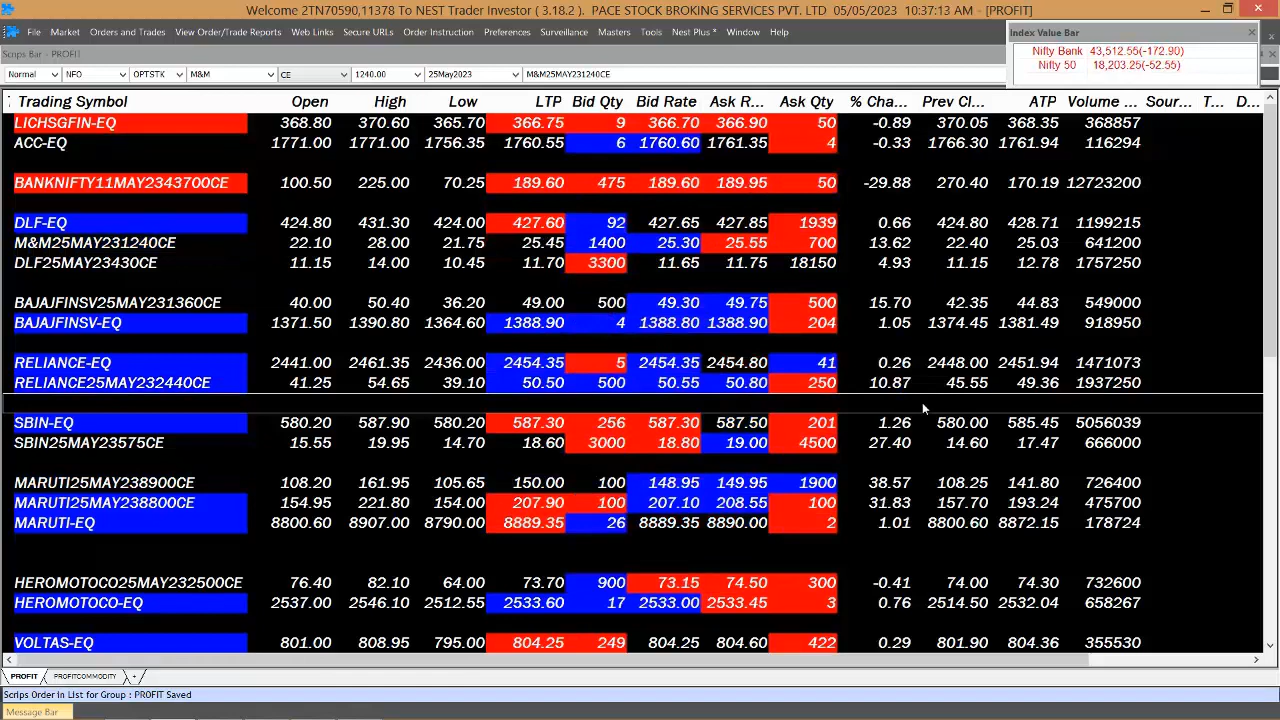 Welcome 2TN70590,11378 To NEST Trader Investor ( 3.18.2 ). PACE STOCK BROKING SERVICES PVT. LTD 05/05/2023 10:37:13 AM - [PROFIT]
File Market Orders and Trades View Order/Trade Reports Web Links Secure URLs Order Instruction Preferences Surveillance Masters Tools Nest Plus Window Help
Index Value Bar
Nifty Bank 43,512.55(-172.90)
Nifty 50 18,203.25(-52.55)
Scrips Bar - PROFIT
Normal NFO OPTSTK M&M CE 1240.00 25May2023 M&M25MAY231240CE
Trading Symbol Open High Low LTP Bid Qty Bid Rate Ask R... Ask Qty % Cha... Prev Cl... ATP Volume ... Sour... T... D...
LICHSGFIN-EQ 368.80 370.60 365.70 366.75 9 366.70 366.90 50 -0.89 370.05 368.35 368857
ACC-EQ 1771.00 1771.00 1756.35 1760.55 6 1760.60 1761.35 4 -0.33 1766.30 1761.94 116294
BANKNIFTY11MAY2343700CE 100.50 225.00 70.25 189.60 475 189.60 189.95 50 -29.88 270.40 170.19 12723200
DLF-EQ 424.80 431.30 424.00 427.60 92 427.65 427.85 1939 0.66 424.80 428.71 1199215
M&M25MAY231240CE 22.10 28.00 21.75 25.45 1400 25.30 25.55 700 13.62 22.40 25.03 641200
DLF25MAY23430CE 11.15 14.00 10.45 11.70 3300 11.65 11.75 18150 4.93 11.15 12.78 1757250
BAJAJFINSV25MAY231360CE 40.00 50.40 36.20 49.00 500 49.30 49.75 500 15.70 42.35 44.83 549000
BAJAJFINSV-EQ 1371.50 1390.80 1364.60 1388.90 4 1388.80 1388.90 204 1.05 1374.45 1381.49 918950
RELIANCE-EQ 2441.00 2461.35 2436.00 2454.35 5 2454.35 2454.80 41 0.26 2448.00 2451.94 1471073
RELIANCE25MAY232440CE 41.25 54.65 39.10 50.50 500 50.55 50.80 250 10.87 45.55 49.36 1937250
SBIN-EQ 580.20 587.90 580.20 587.30 256 587.30 587.50 201 1.26 580.00 585.45 5056039
SBIN25MAY23575CE 15.55 19.95 14.70 18.60 3000 18.80 19.00 4500 27.40 14.60 17.47 666000
MARUTI25MAY238900CE 108.20 161.95 105.65 150.00 100 148.95 149.95 1900 38.57 108.25 141.80 726400
MARUTI25MAY238800CE 154.95 221.80 154.00 207.90 100 207.10 208.55 100 31.83 157.70 193.24 475700
MARUTI-EQ 8800.60 8907.00 8790.00 8889.35 26 8889.35 8890.00 2 1.01 8800.60 8872.15 178724
HEROMOTOCO25MAY232500CE 76.40 82.10 64.00 73.70 900 73.15 74.50 300 -0.41 74.00 74.30 732600
HEROMOTOCO-EQ 2537.00 2546.10 2512.55 2533.60 17 2533.00 2533.45 3 0.76 2514.50 2532.04 658267
VOLTAS-EQ 801.00 808.95 795.00 804.25 249 804.25 804.60 422 0.29 801.90 804.36 355530
PROFIT PROFITCOMMODITY +
Scrips Order in List for Group : PROFIT Saved
Message Bar